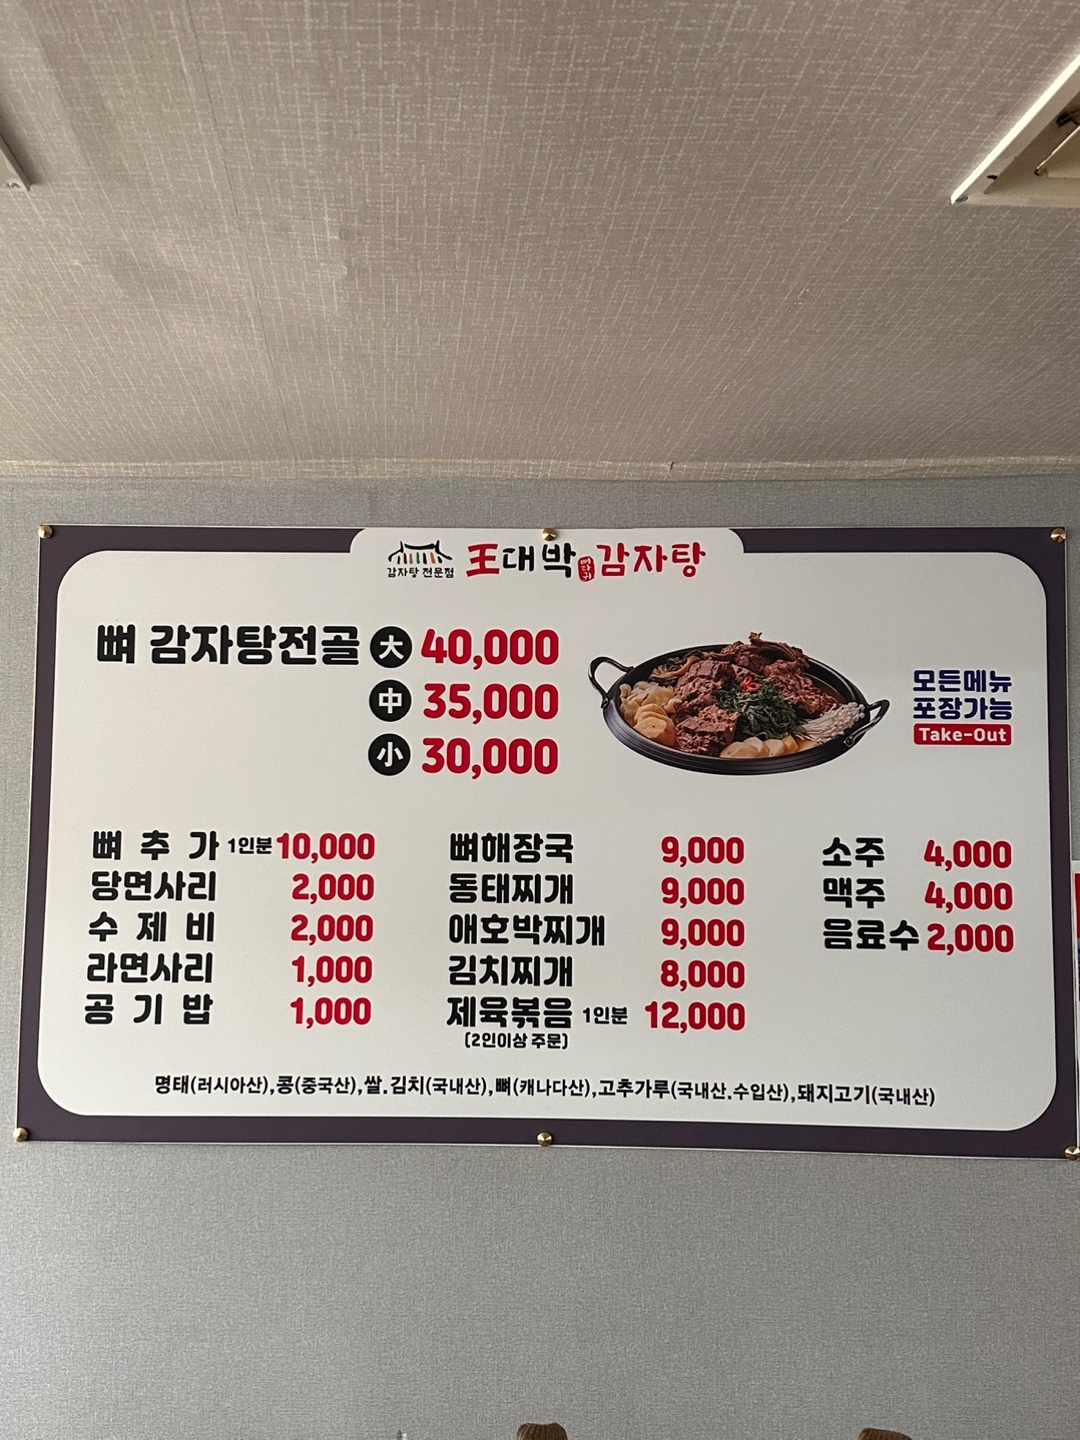 감자탕 전문점 王대박 뼈다귀 감자탕
뼈 감자탕전골 大 40,000
中 35,000
小 30,000
모든메뉴
포장가능
Take-Out
뼈 추 가 1인분 10,000
당면사리 2,000
수 제 비 2,000
라면사리 1,000
공 기 밥 1,000
뼈해장국 9,000
동태찌개 9,000
애호박찌개 9,000
김치찌개 8,000
제육볶음 1인분 12,000
(2인이상 주문)
소주 4,000
맥주 4,000
음료수 2,000
명태(러시아산),콩(중국산),쌀.김치(국내산),뼈(캐나다산),고추가루(국내산.수입산),돼지고기(국내산)